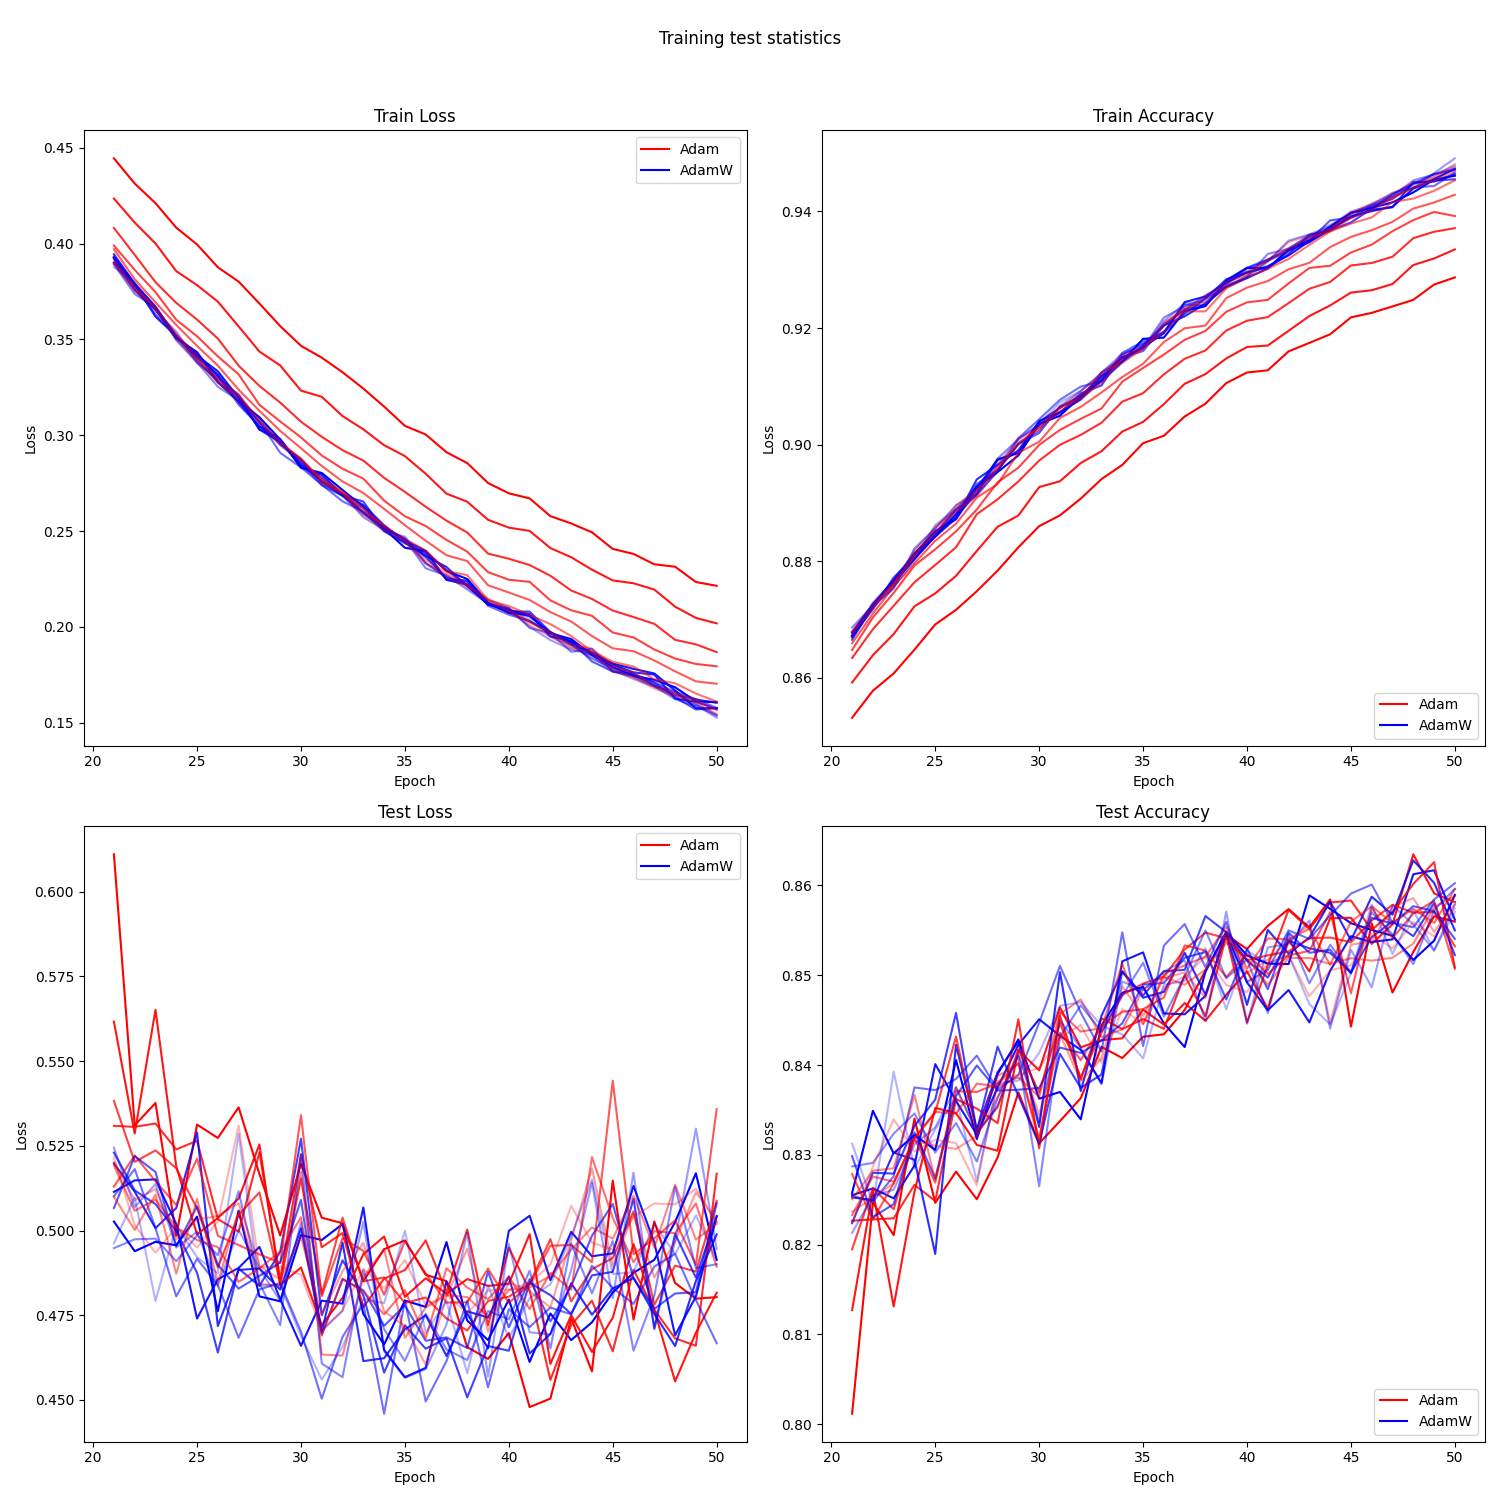 Training test statistics
Train Loss
Loss
0.45
0.40
0.35
0.30
0.25
0.20
0.15
Adam
AdamW
20
25
30
35
40
45
50
Epoch
Train Accuracy
Loss
0.94
0.92
0.90
0.88
0.86
Adam
AdamW
20
25
30
35
40
45
50
Epoch
Test Loss
Loss
0.600
0.575
0.550
0.525
0.500
0.475
0.450
Adam
AdamW
20
25
30
35
40
45
50
Epoch
Test Accuracy
Loss
0.86
0.85
0.84
0.83
0.82
0.81
0.80
Adam
AdamW
20
25
30
35
40
45
50
Epoch